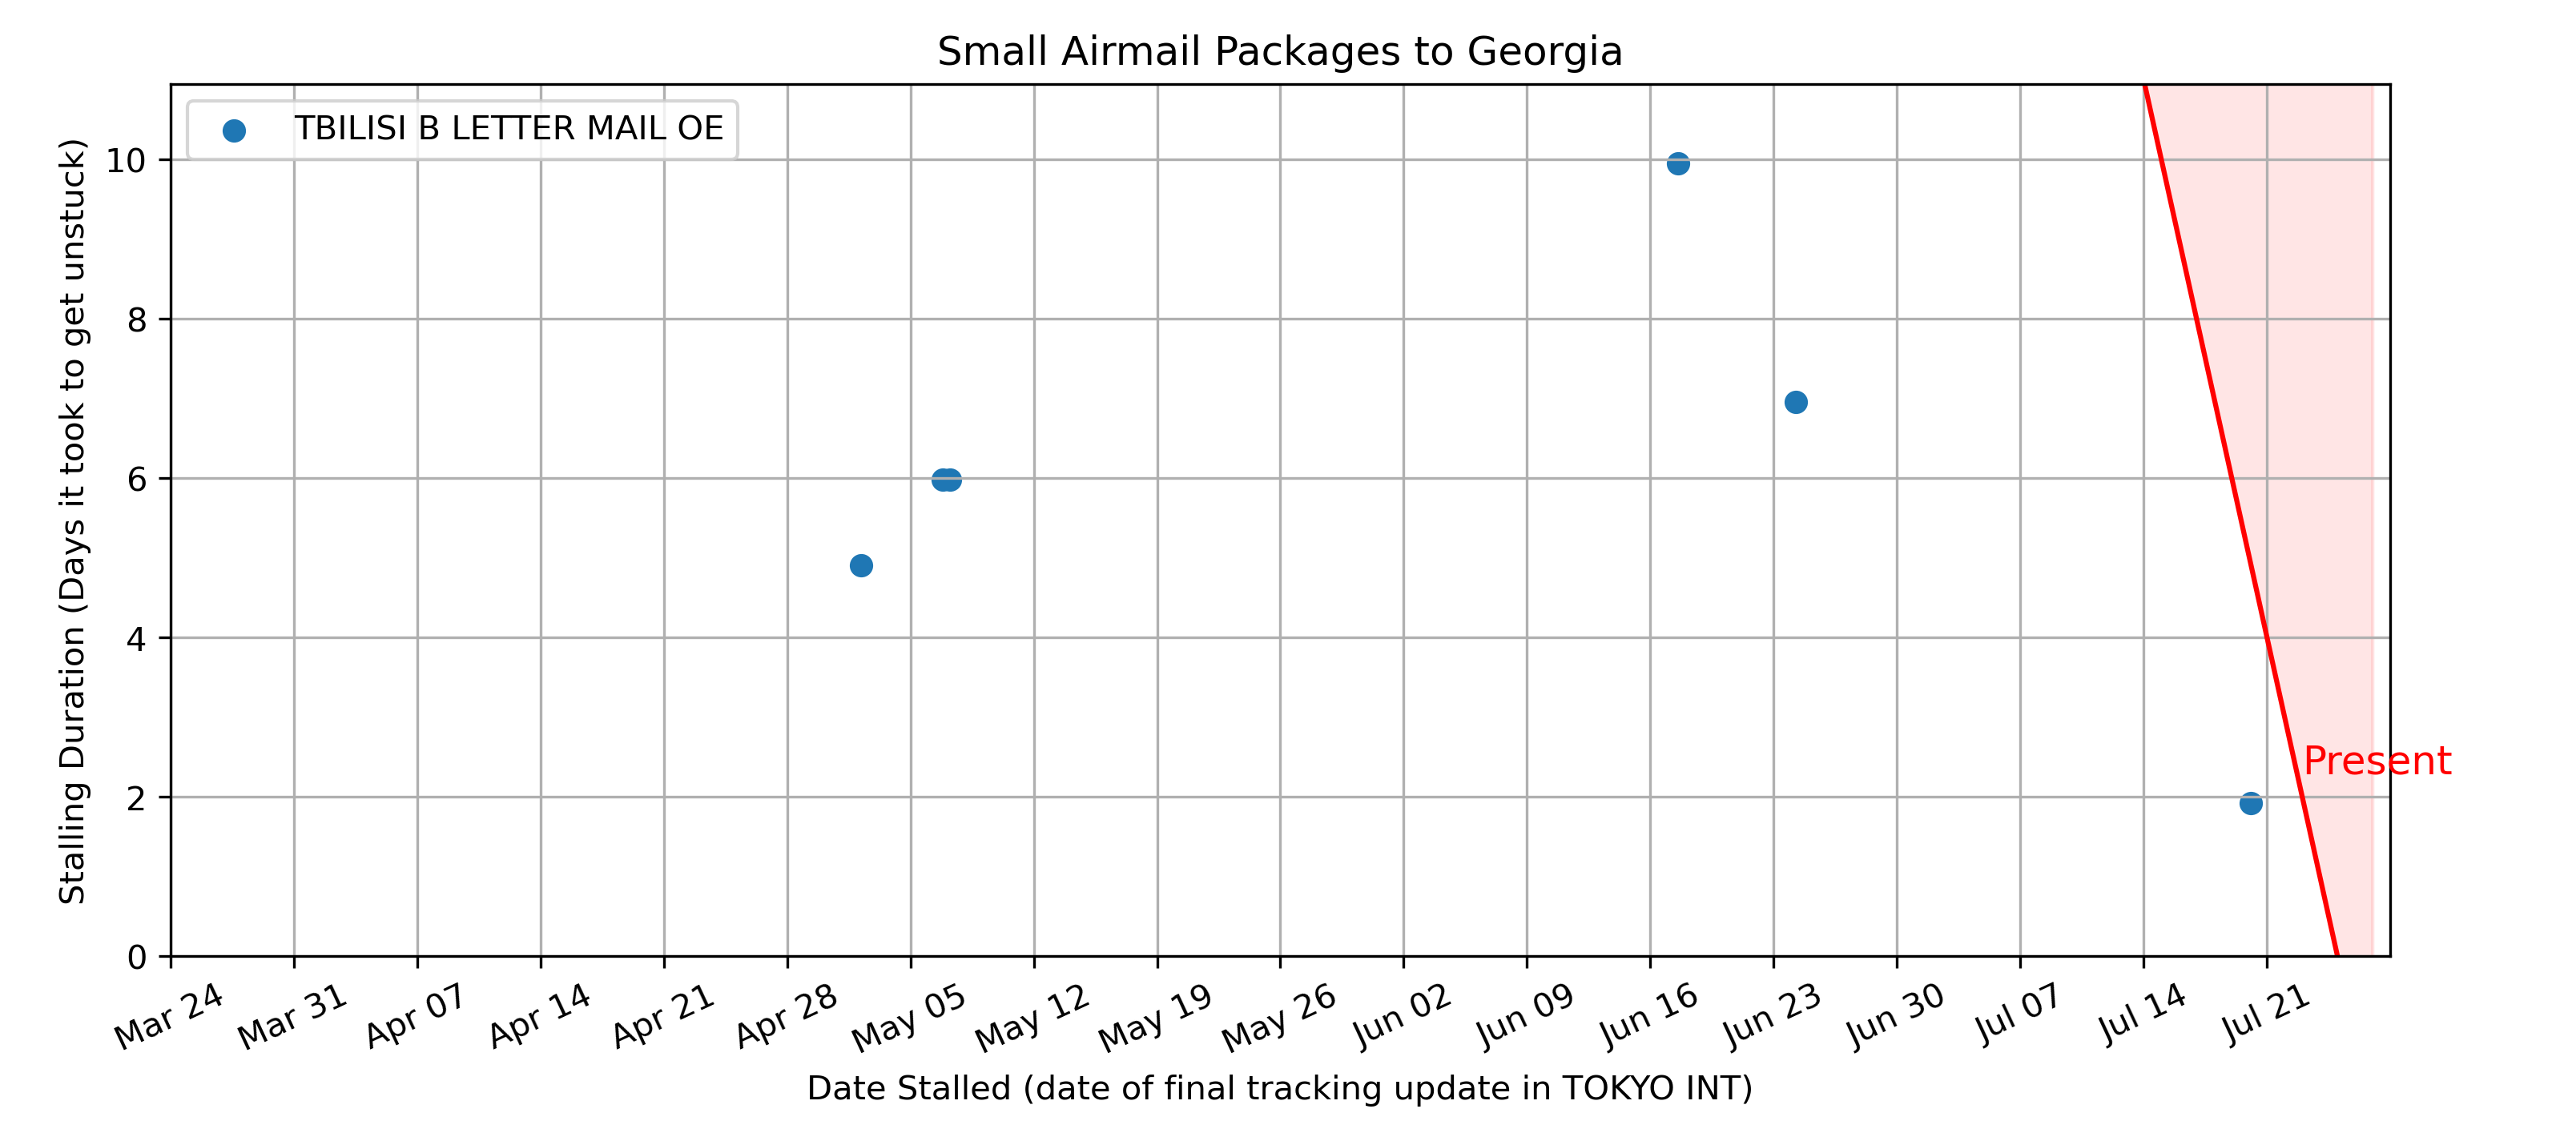 Small Airmail Packages to Georgia
TBILISI B LETTER MAIL OE
Stalling Duration (Days it took to get unstuck)
10
8
6
4
2
0
Present
Mar 24 Mar 31 Apr 07 Apr 14 Apr 21 Apr 28 May 05 May 12 May 19 May 26 Jun 02 Jun 09 Jun 16 Jun 23 Jun 30 Jul 07 Jul 14 Jul 21
Date Stalled (date of final tracking update in TOKYO INT)